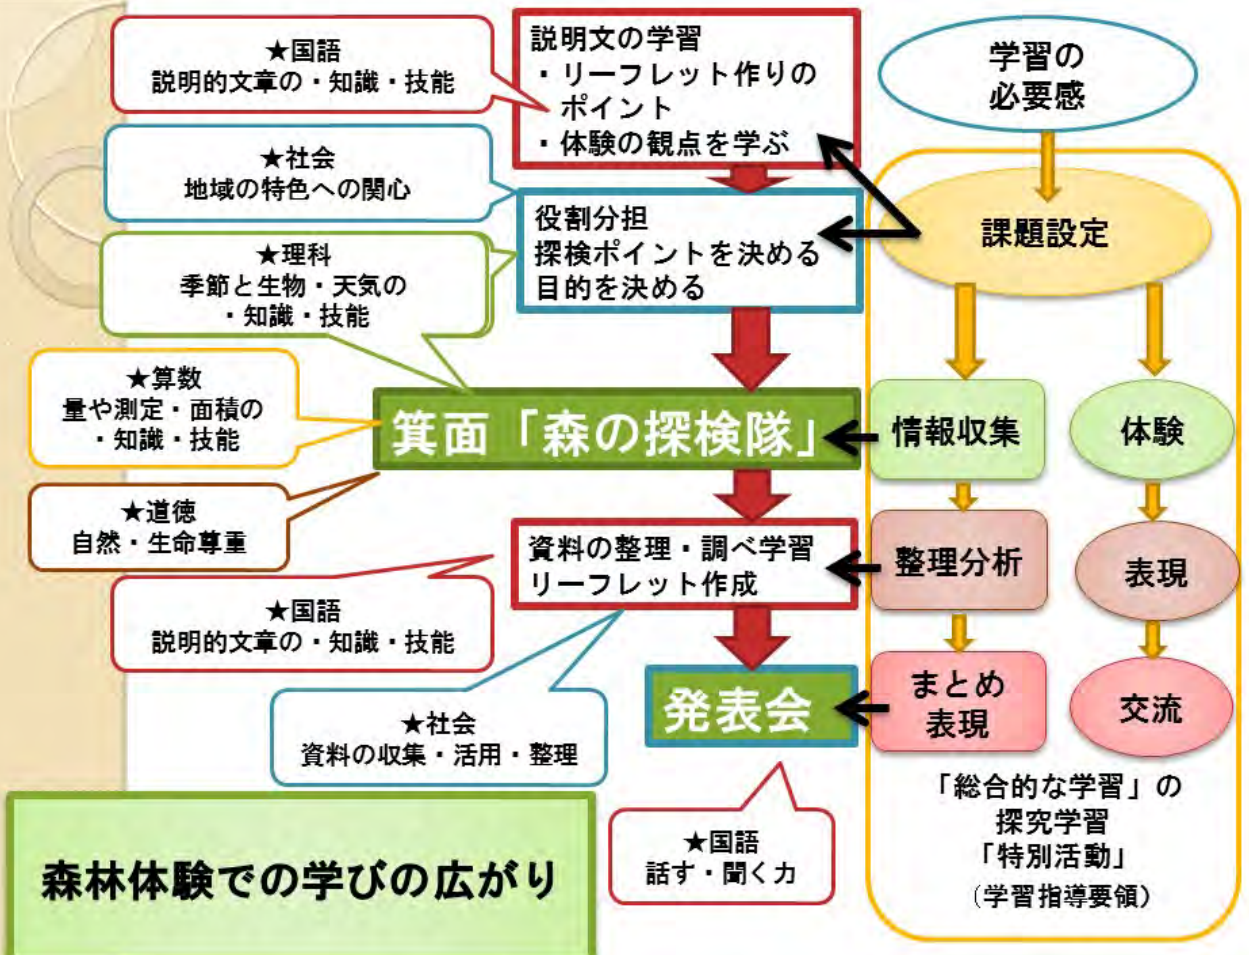 ★国語
説明的文章の・知識・技能
★社会
地域の特色への関心
★理科
季節と生物・天気の
・知識・技能
★算数
量や測定・面積の
・知識・技能
★道徳
自然・生命尊重
★国語
説明的文章の・知識・技能
★社会
資料の収集・活用・整理
★国語
話す・聞く力
説明文の学習
・リーフレット作りの
ポイント
・体験の観点を学ぶ
役割分担
探検ポイントを決める
目的を決める
箕面「森の探検隊」
資料の整理・調べ学習
リーフレット作成
発表会
学習の
必要感
課題設定
情報収集
体験
整理分析
表現
まとめ
表現
交流
「総合的な学習」の
探究学習
「特別活動」
（学習指導要領）
森林体験での学びの広がり